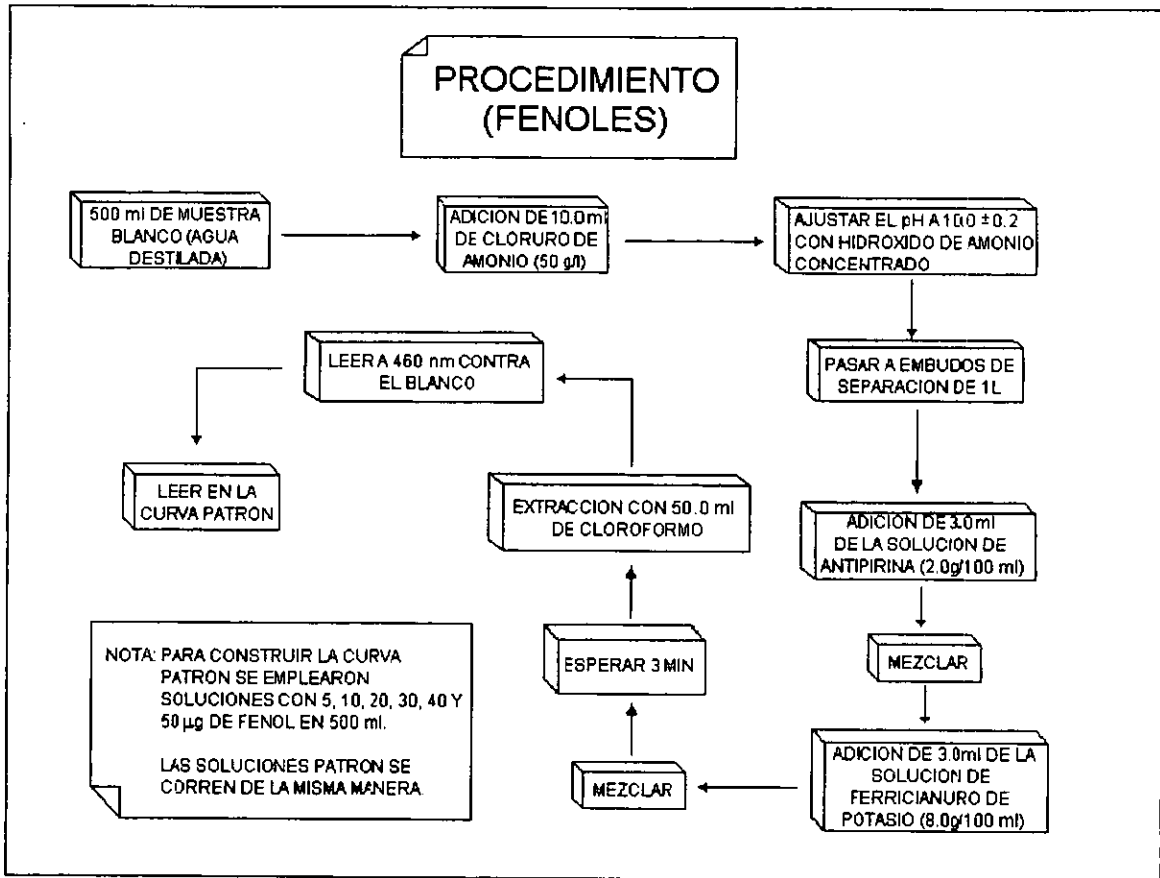 PROCEDIMIENTO
(FENOLES)
500 ml DE MUESTRA
BLANCO (AGUA
DESTILADA)
ADICION DE 10.0 ml
DE CLORURO DE
AMONIO (50 g/l)
AJUSTAR EL pH A 10.0 ± 0.2
CON HIDROXIDO DE AMONIO
CONCENTRADO
PASAR A EMBUDOS DE
SEPARACION DE 1L
ADICION DE 3.0ml
DE LA SOLUCION DE
ANTIPIRINA (2.0g/100 ml)
MEZCLAR
ADICION DE 3.0ml DE LA
SOLUCION DE
FERRICIANURO DE
POTASIO (8.0g/100 ml)
MEZCLAR
ESPERAR 3 MIN
EXTRACCION CON 50.0 ml
DE CLOROFORMO
LEER A 460 nm CONTRA
EL BLANCO
LEER EN LA
CURVA PATRON
NOTA: PARA CONSTRUIR LA CURVA
PATRON SE EMPLEARON
SOLUCIONES CON 5, 10, 20, 30, 40 Y
50 µg DE FENOL EN 500 ml.
LAS SOLUCIONES PATRON SE
CORREN DE LA MISMA MANERA.